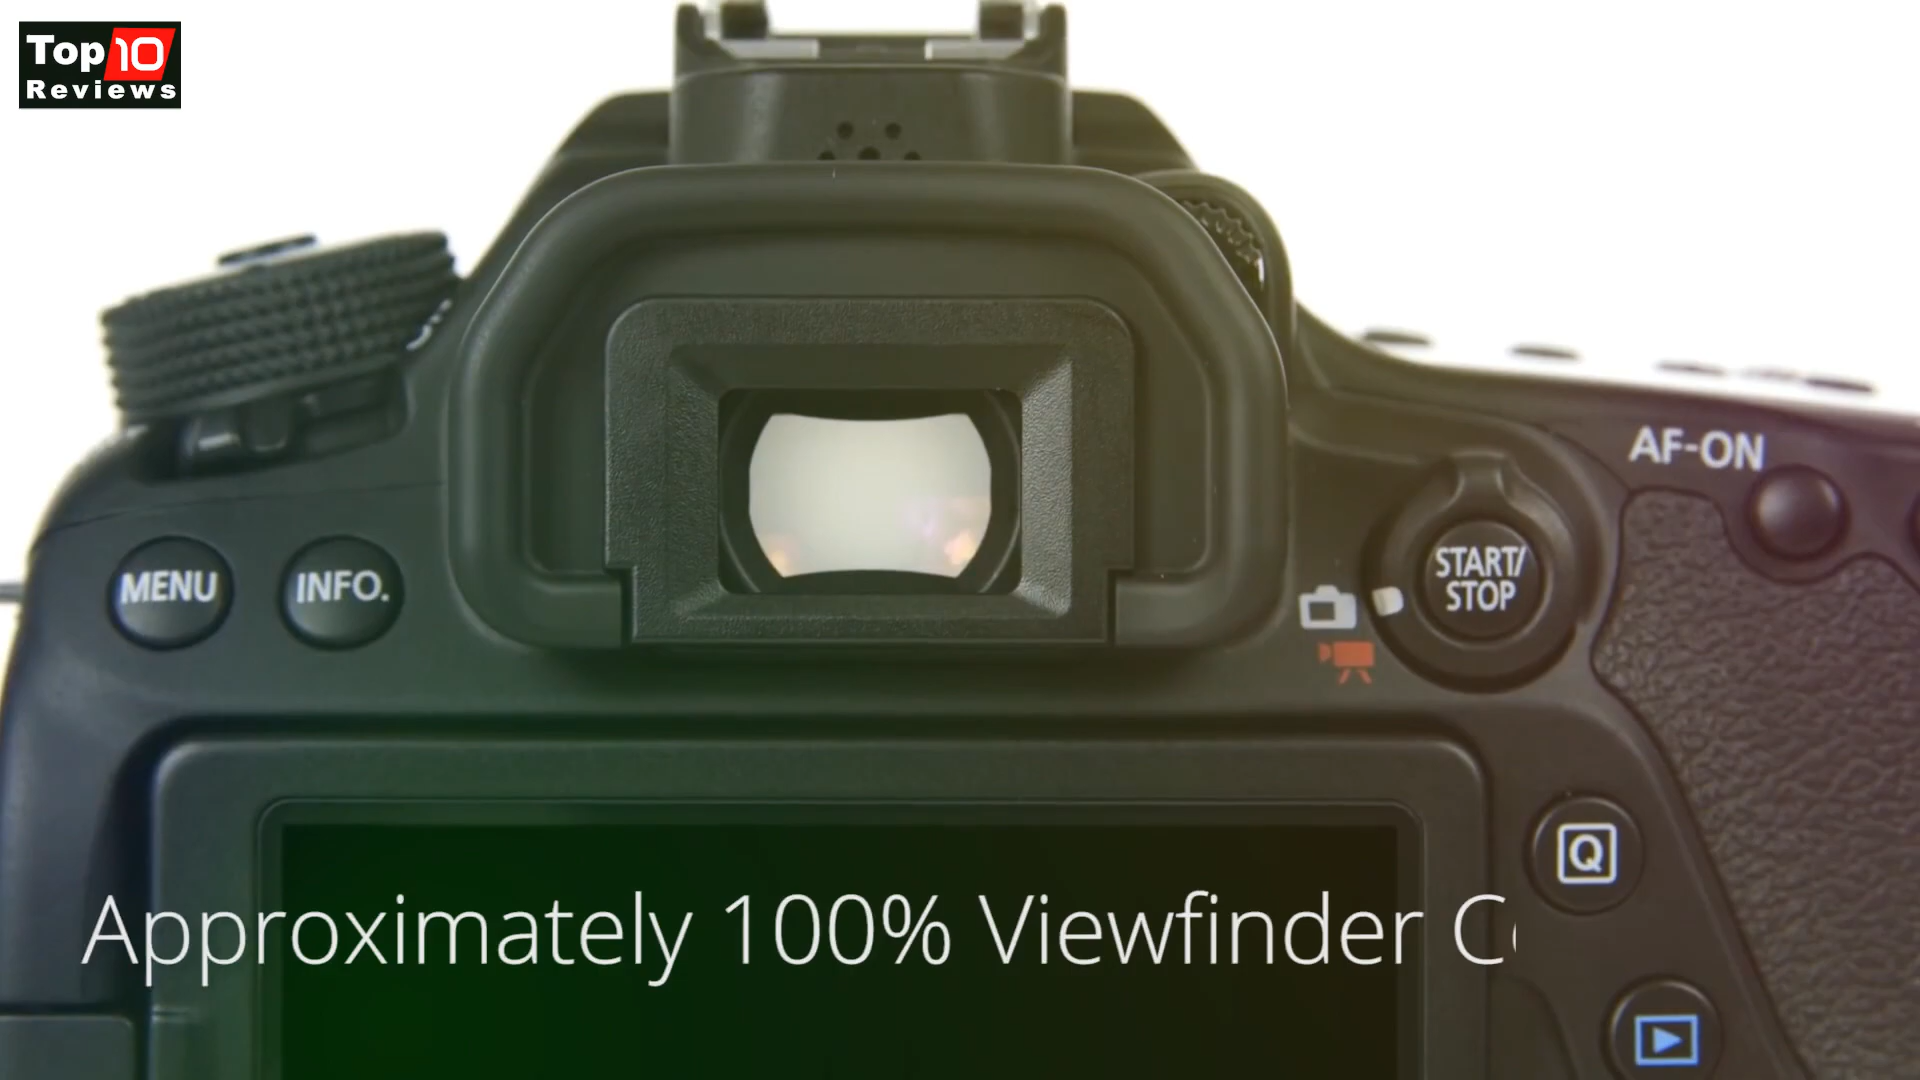 Top 10
Reviews
AF-ON
MENU
INFO.
START/
STOP
Q
Approximately 100% Viewfinder C